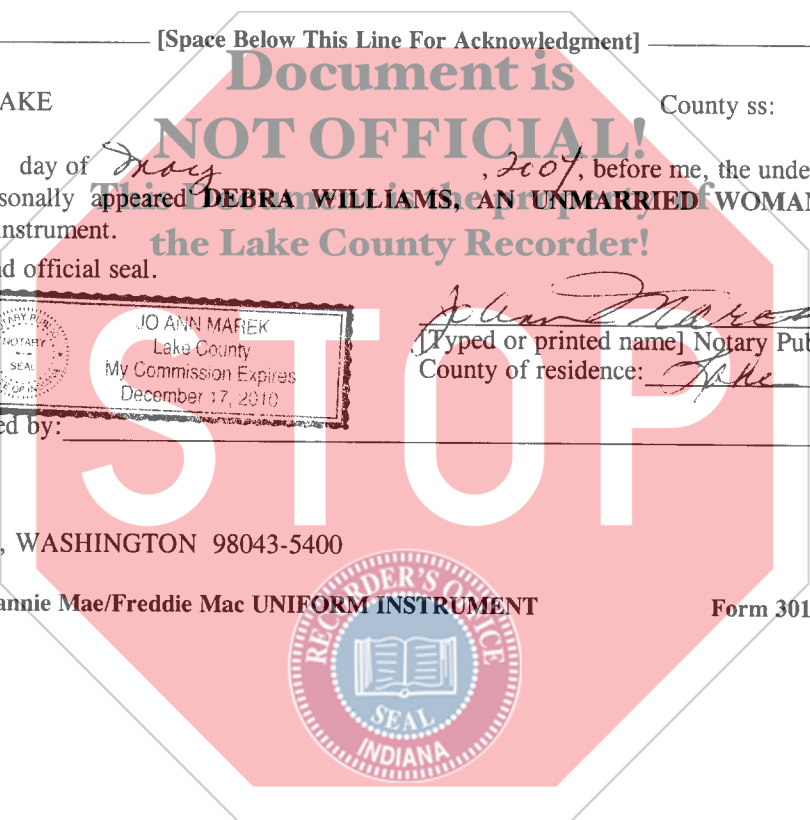 [Space Below This Line For Acknowledgment]
Document is
AKE County ss:
NOT OFFICIAL!
day of May , 2007, before me, the unde
sonally appeared DEBRA WILLIAMS, AN UNMARRIED WOMAN
This Document is the property of
instrument.
the Lake County Recorder!
d official seal.
JO ANN MAREK
Lake County
My Commission Expires
December 17, 2010
NOTARY
SEAL
Jo Ann Marek
[Typed or printed name] Notary Pub
County of residence: Lake
ed by:
STOP
, WASHINGTON 98043-5400
annie Mae/Freddie Mac UNIFORM INSTRUMENT Form 301
RECORDER'S OFFICE
SEAL
INDIANA